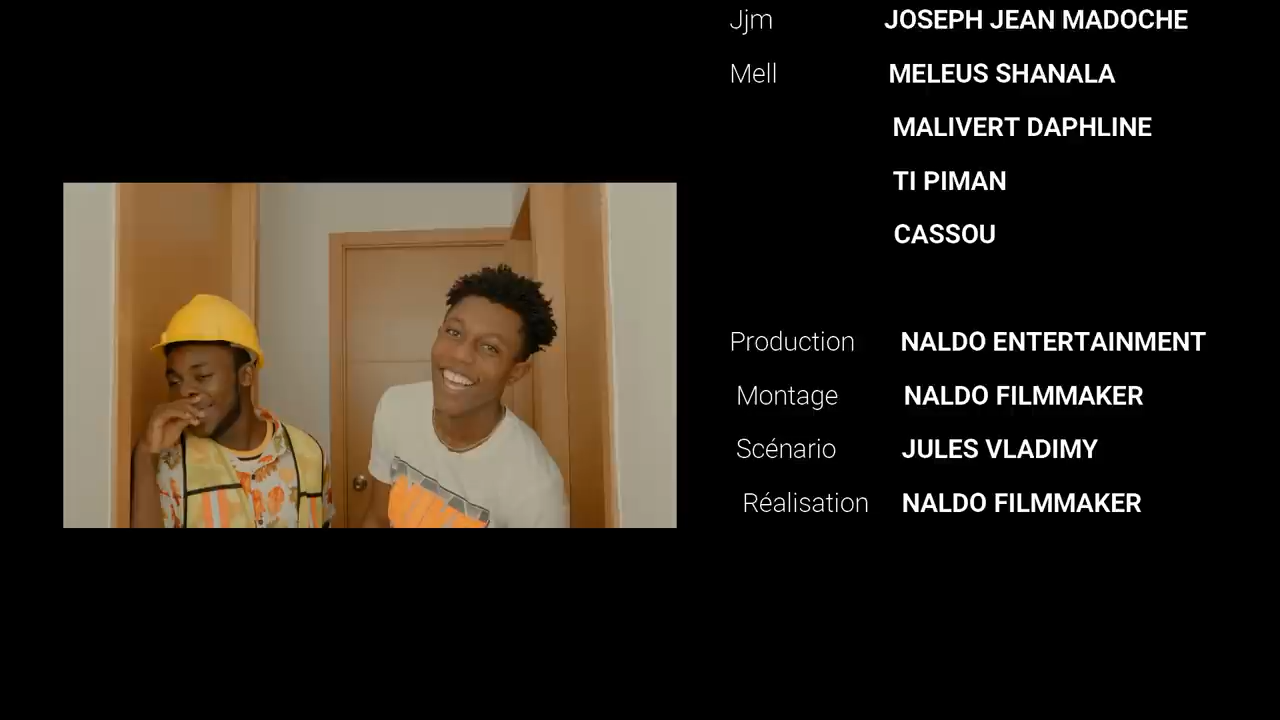 Jjm JOSEPH JEAN MADOCHE
Mell MELEUS SHANALA
MALIVERT DAPHLINE
TI PIMAN
CASSOU
Production NALDO ENTERTAINMENT
Montage NALDO FILMMAKER
Scénario JULES VLADIMY
Réalisation NALDO FILMMAKER